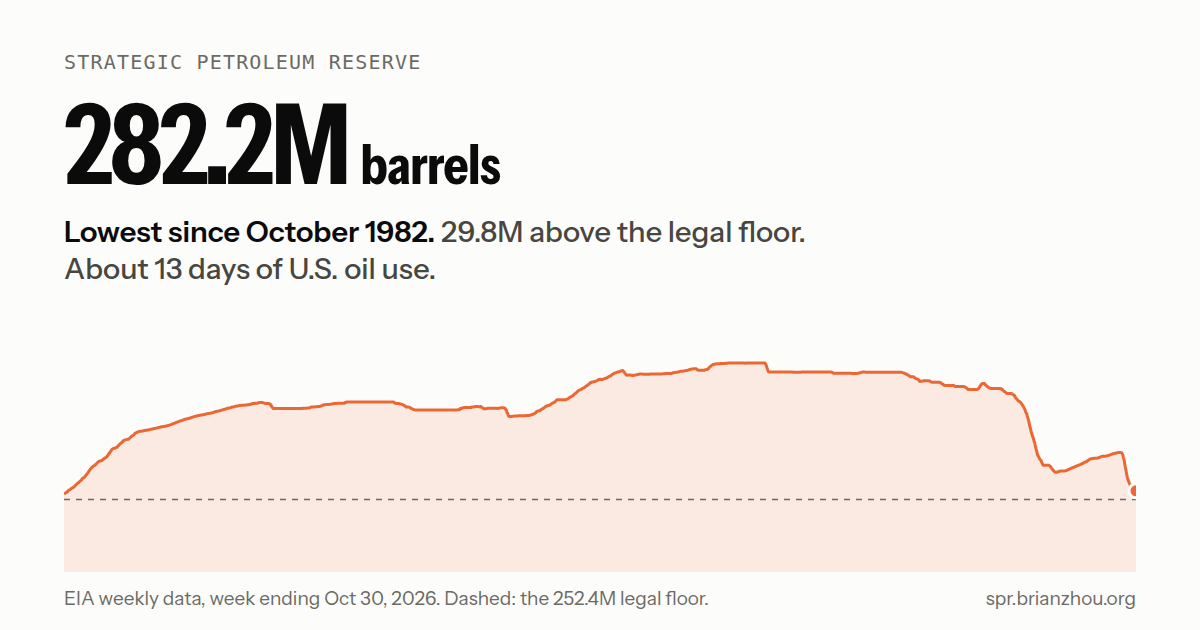 STRATEGIC PETROLEUM RESERVE
282.2M barrels
Lowest since October 1982. 29.8M above the legal floor.
About 13 days of U.S. oil use.
EIA weekly data, week ending Oct 30, 2026. Dashed: the 252.4M legal floor.
spr.brianzhou.org